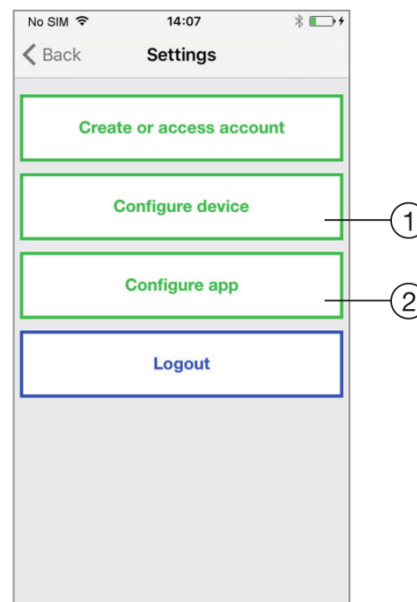 No SIM 14:07
Back Settings
Create or access account
Configure device
1
Configure app
2
Logout